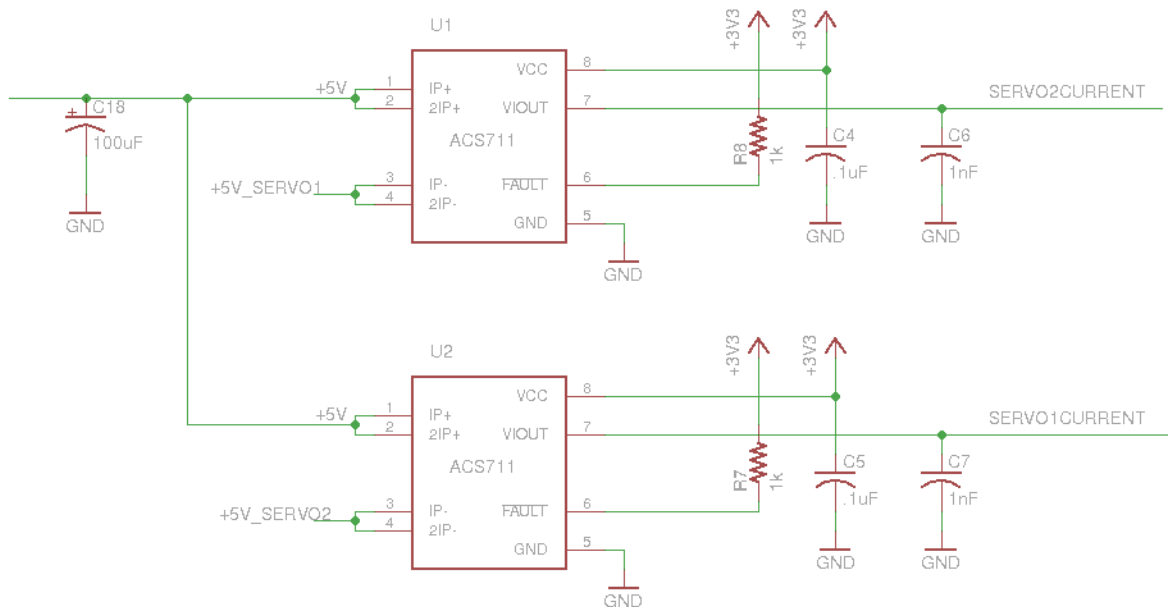 U1
+3V3
+3V3
+5V
1
2
IP+
2IP+
VCC
8
VIOUT
7
SERVO2CURRENT
+
C18
100uF
ACS711
R8
1k
C4
.1uF
C6
1nF
+5V_SERVO1
3
4
IP-
2IP-
FAULT
6
GND
5
GND
GND
GND
GND
U2
+3V3
+3V3
+5V
1
2
IP+
2IP+
VCC
8
VIOUT
7
SERVO1CURRENT
ACS711
R7
1k
C5
.1uF
C7
1nF
+5V_SERVO2
3
4
IP-
2IP-
FAULT
6
GND
5
GND
GND
GND